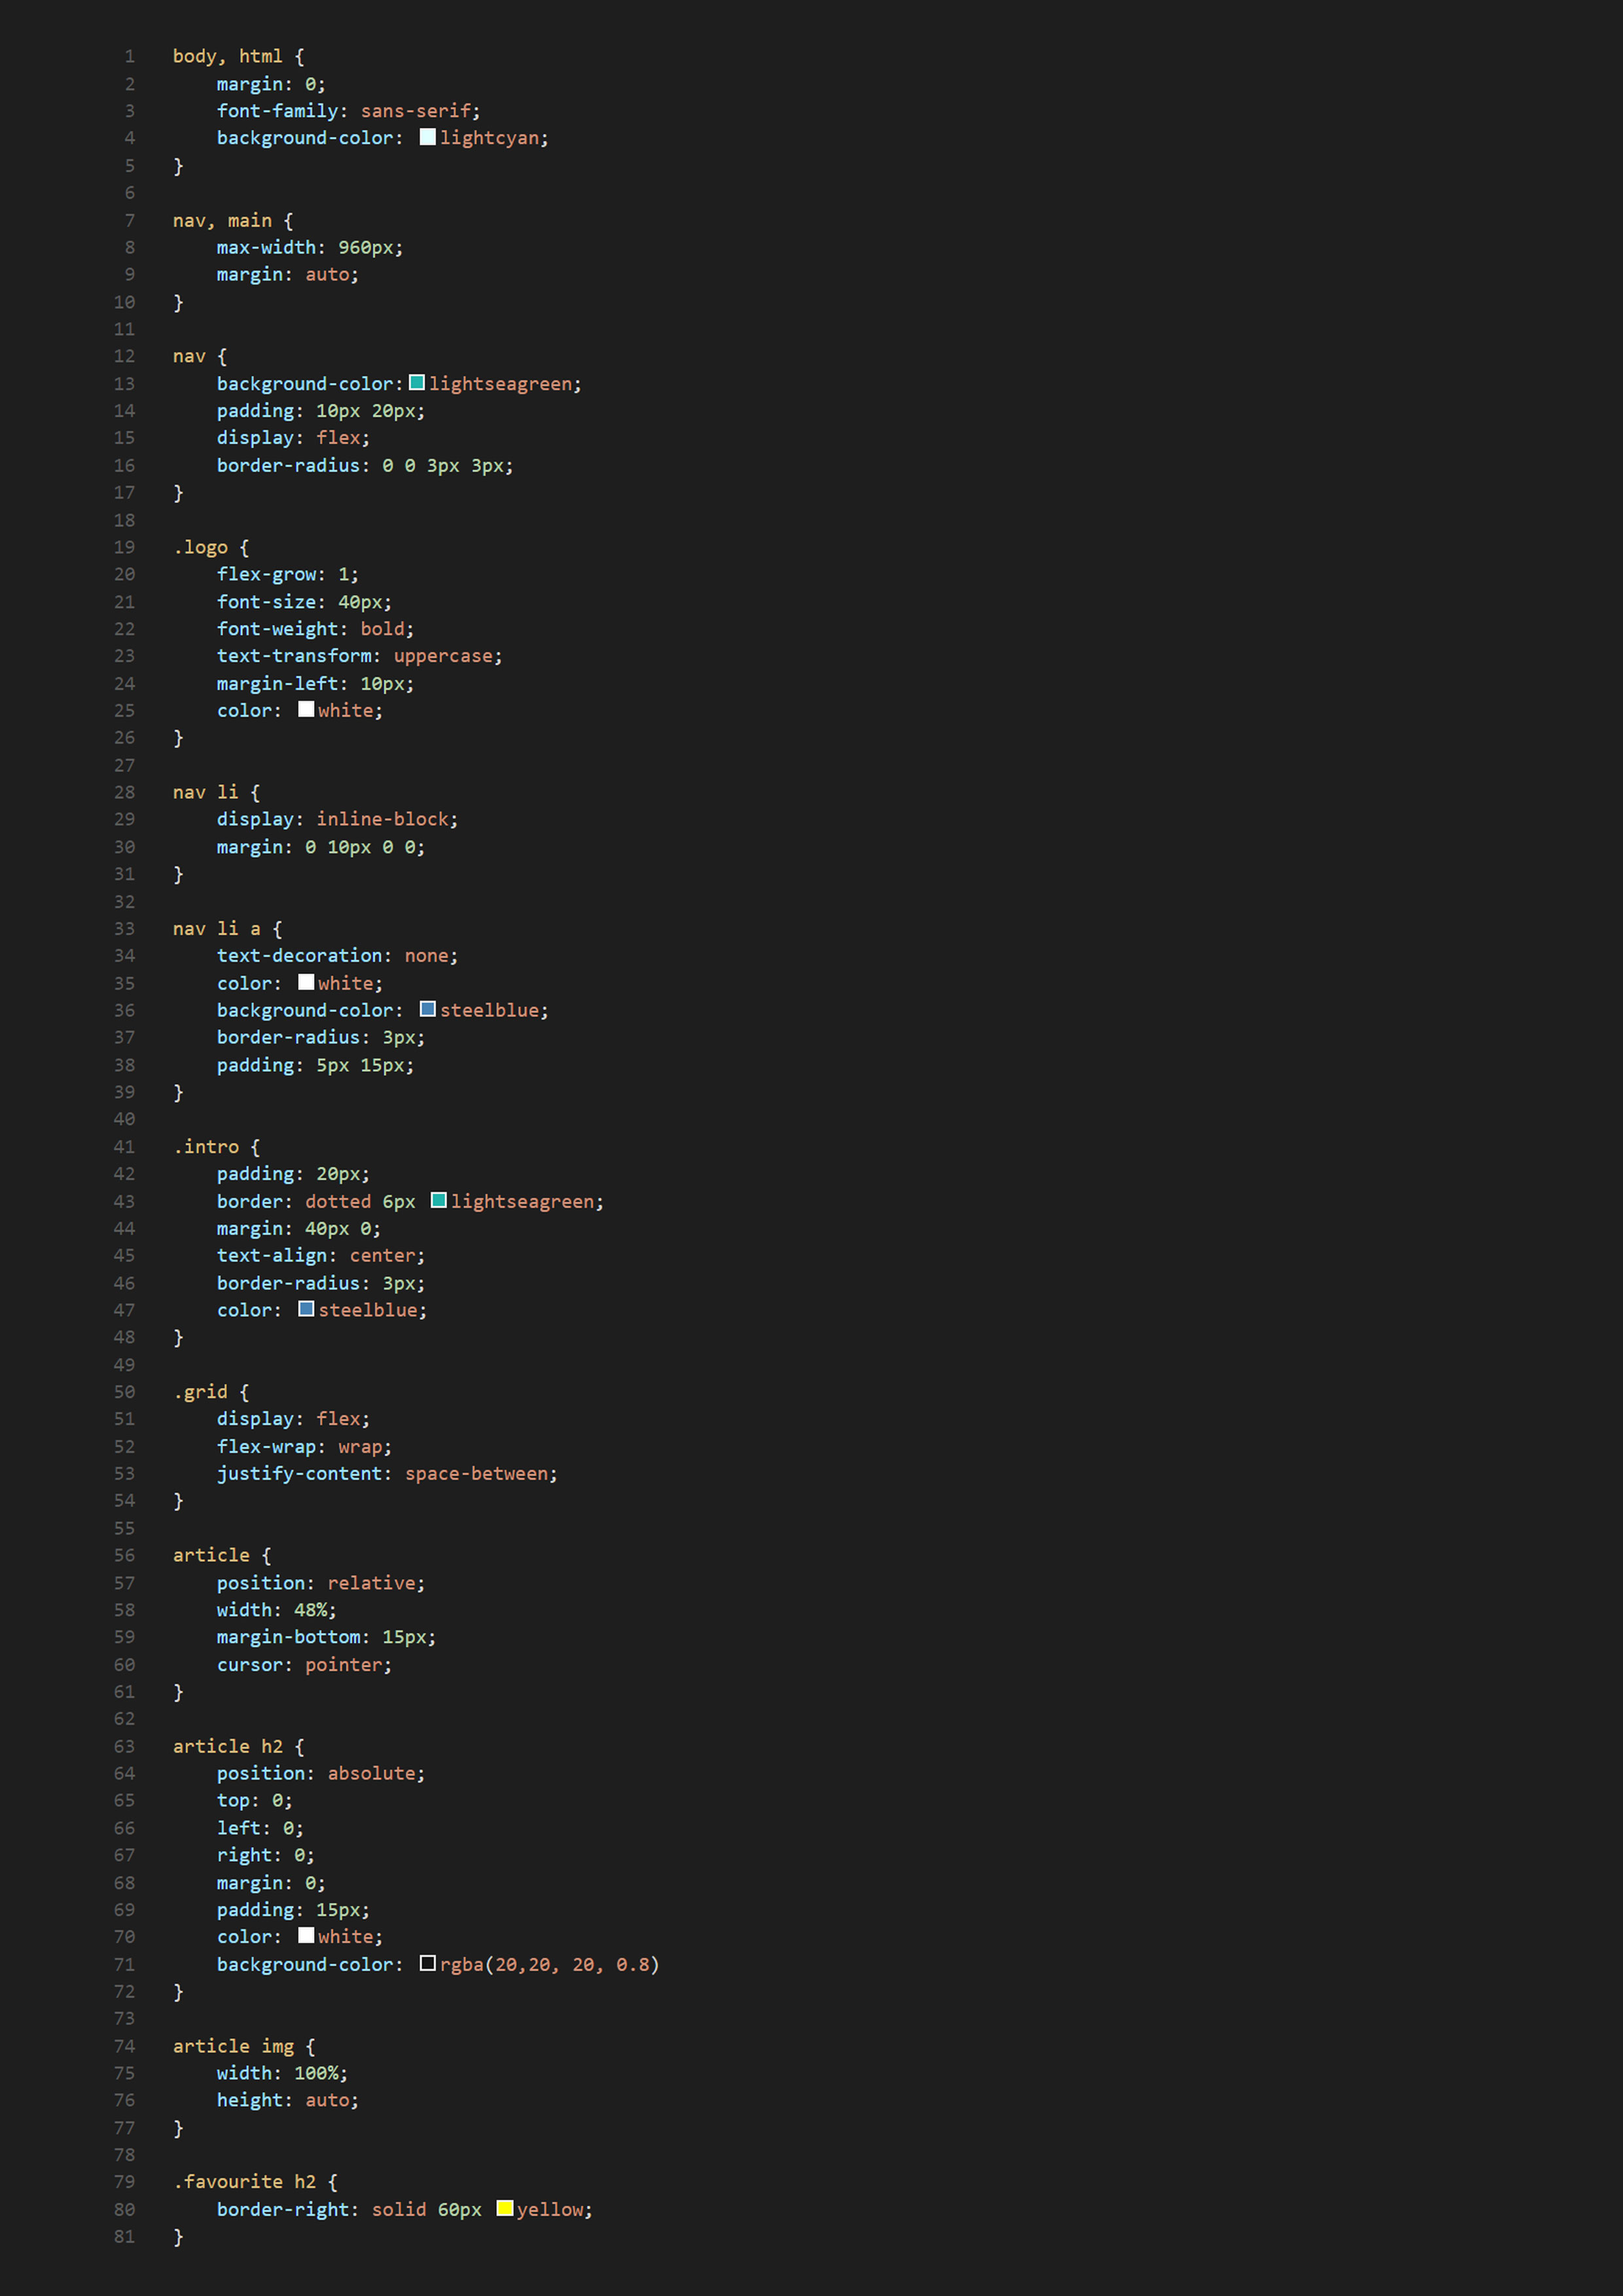 1 body, html {
2 margin: 0;
3 font-family: sans-serif;
4 background-color: lightcyan;
5 }
6
7 nav, main {
8 max-width: 960px;
9 margin: auto;
10 }
11
12 nav {
13 background-color: lightseagreen;
14 padding: 10px 20px;
15 display: flex;
16 border-radius: 0 0 3px 3px;
17 }
18
19 .logo {
20 flex-grow: 1;
21 font-size: 40px;
22 font-weight: bold;
23 text-transform: uppercase;
24 margin-left: 10px;
25 color: white;
26 }
27
28 nav li {
29 display: inline-block;
30 margin: 0 10px 0 0;
31 }
32
33 nav li a {
34 text-decoration: none;
35 color: white;
36 background-color: steelblue;
37 border-radius: 3px;
38 padding: 5px 15px;
39 }
40
41 .intro {
42 padding: 20px;
43 border: dotted 6px lightseagreen;
44 margin: 40px 0;
45 text-align: center;
46 border-radius: 3px;
47 color: steelblue;
48 }
49
50 .grid {
51 display: flex;
52 flex-wrap: wrap;
53 justify-content: space-between;
54 }
55
56 article {
57 position: relative;
58 width: 48%;
59 margin-bottom: 15px;
60 cursor: pointer;
61 }
62
63 article h2 {
64 position: absolute;
65 top: 0;
66 left: 0;
67 right: 0;
68 margin: 0;
69 padding: 15px;
70 color: white;
71 background-color: rgba(20,20, 20, 0.8)
72 }
73
74 article img {
75 width: 100%;
76 height: auto;
77 }
78
79 .favourite h2 {
80 border-right: solid 60px yellow;
81 }